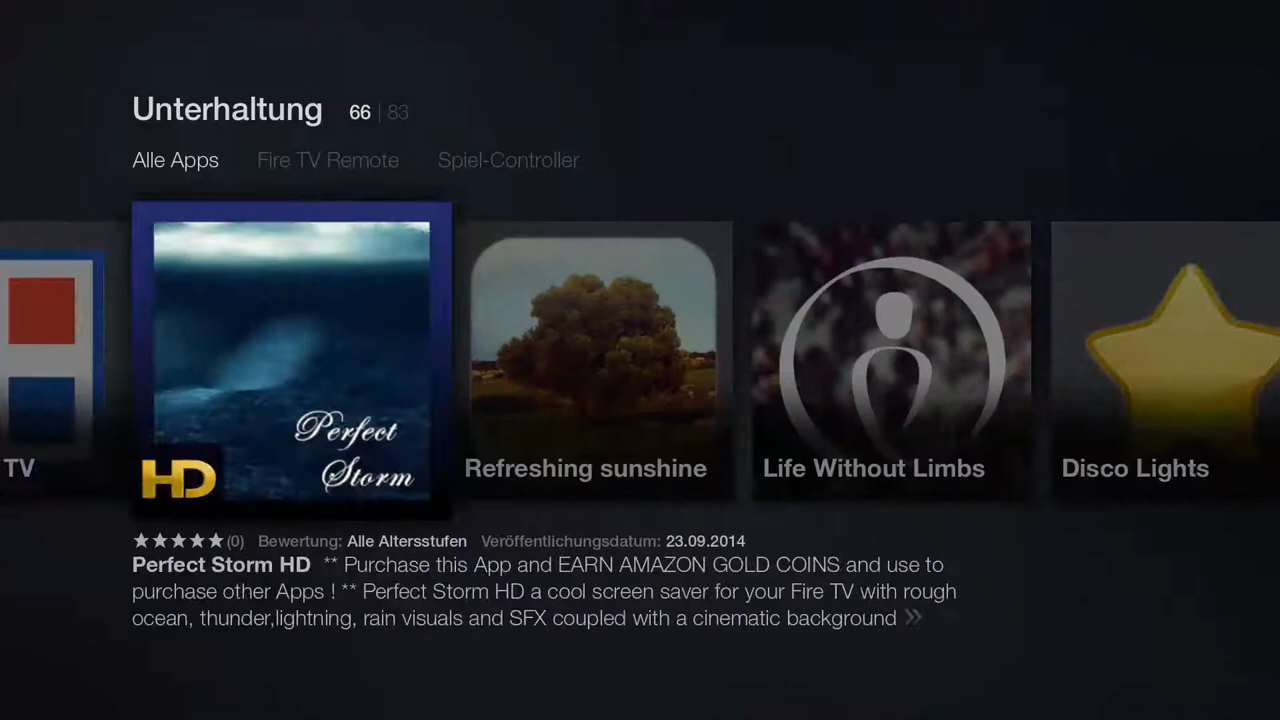 Unterhaltung 66 | 83
Alle Apps Fire TV Remote Spiel-Controller
Perfect
Storm
HD
TV
Refreshing sunshine
Life Without Limbs
Disco Lights
(0) Bewertung: Alle Altersstufen Veröffentlichungsdatum: 23.09.2014
Perfect Storm HD ** Purchase this App and EARN AMAZON GOLD COINS and use to
purchase other Apps ! ** Perfect Storm HD a cool screen saver for your Fire TV with rough
ocean, thunder,lightning, rain visuals and SFX coupled with a cinematic background »